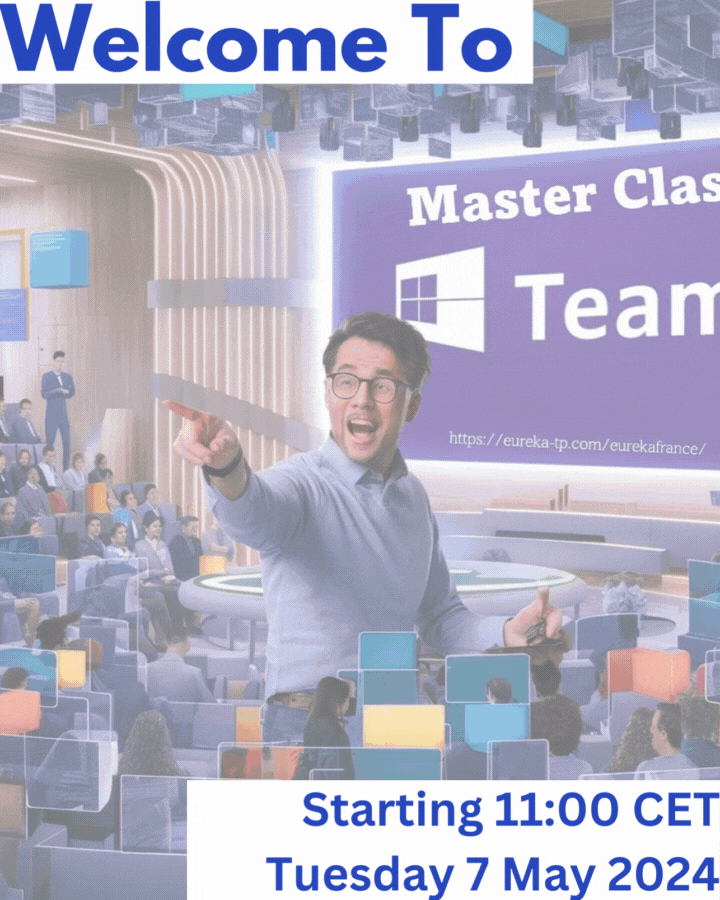 Welcome To
Master Clas
Team
https://eureka-tp.com/eurekafrance/
Starting 11:00 CET
Tuesday 7 May 2024